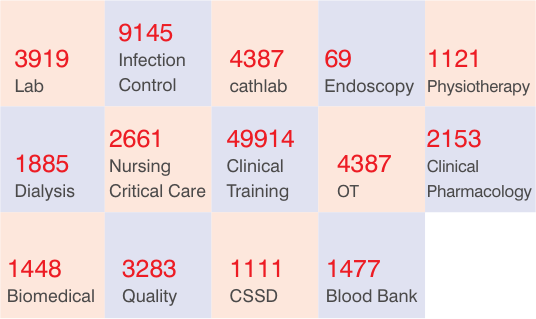 3919
Lab
9145
Infection
Control
4387
cathlab
69
Endoscopy
1121
Physiotherapy
1885
Dialysis
2661
Nursing
Critical Care
49914
Clinical
Training
4387
OT
2153
Clinical
Pharmacology
1448
Biomedical
3283
Quality
1111
CSSD
1477
Blood Bank